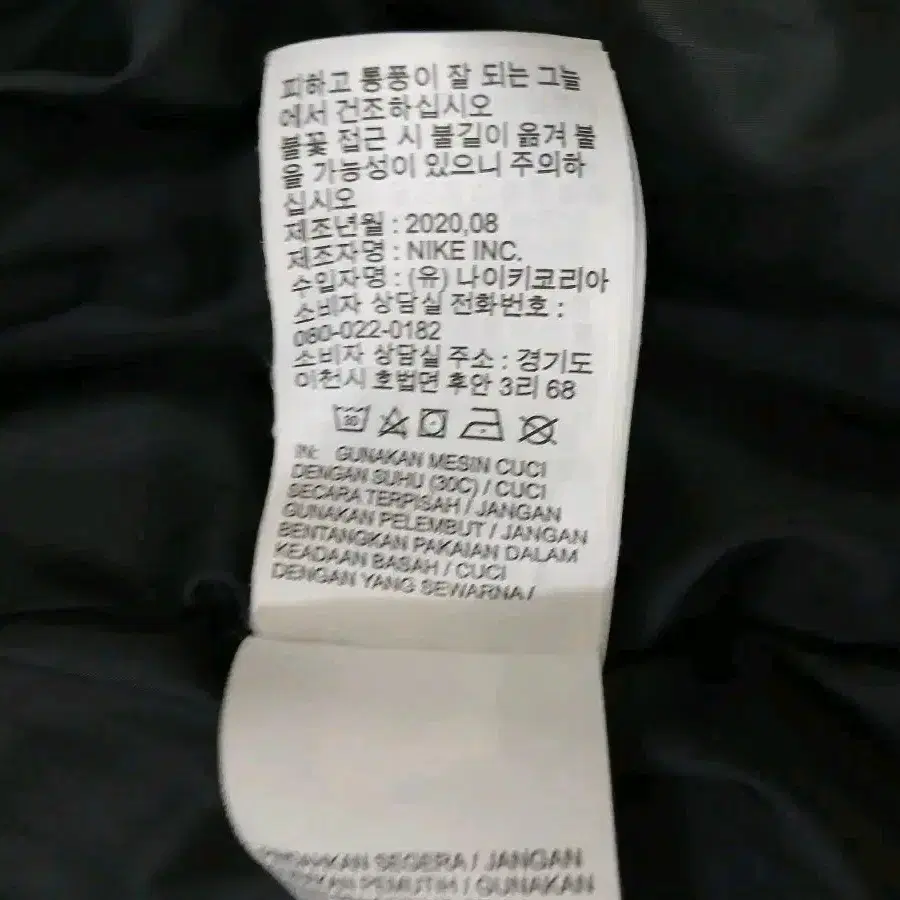 피하고 통풍이 잘 되는 그늘
에서 건조하십시오
불꽃 접근 시 불길이 옮겨 붙
을 가능성이 있으니 주의하
십시오
제조년월 : 2020,08
제조자명 : NIKE INC.
수입자명 : (유) 나이키코리아
소비자 상담실 전화번호 :
080-022-0182
소비자 상담실 주소 : 경기도
이천시 호법면 후안 3리 68
30
IN: GUNAKAN MESIN CUCI
DENGAN SUHU (30C) / CUCI
SECARA TERPISAH / JANGAN
GUNAKAN PELEMBUT / JANGAN
BENTANGKAN PAKAIAN DALAM
KEADAAN BASAH / CUCI
DENGAN YANG SEWARNA /
SEGERA / JANGAN
PEMUTIH / GUNAKAN